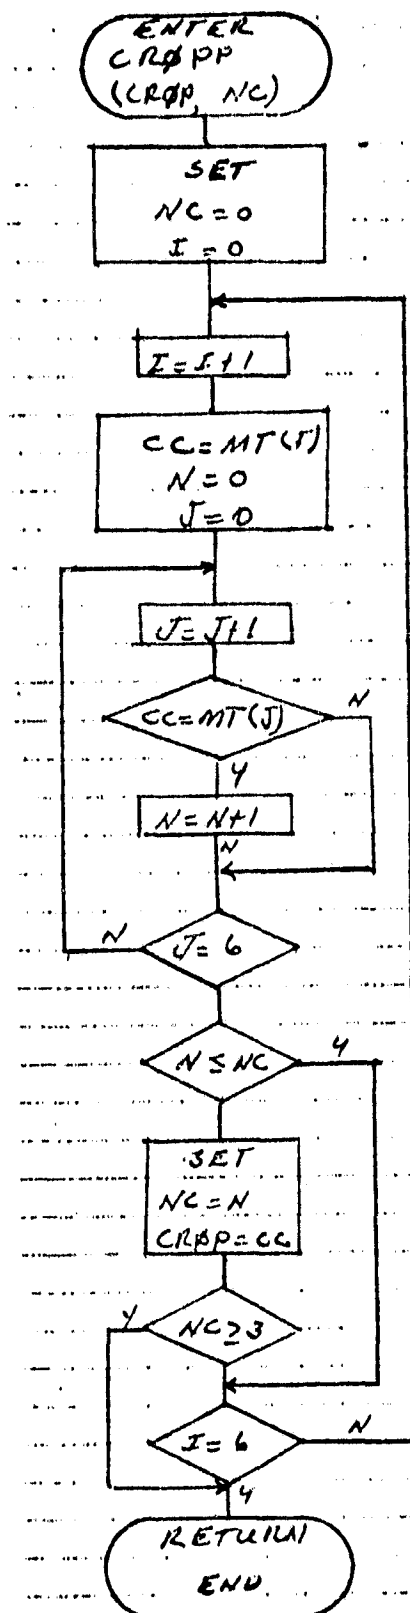 ENTER
CRØPP
(CRØP, NC)
SET
NC = 0
I = 0
I = I + 1
CC = MT(I)
N = 0
J = 0
J = J+1
CC = MT(J)
N
Y
N = N+1
N
J = 6
N
N ≤ NC
Y
SET
NC = N
CRØP = CC
Y
NC ≥ 3
I = 6
N
Y
RETURN
END